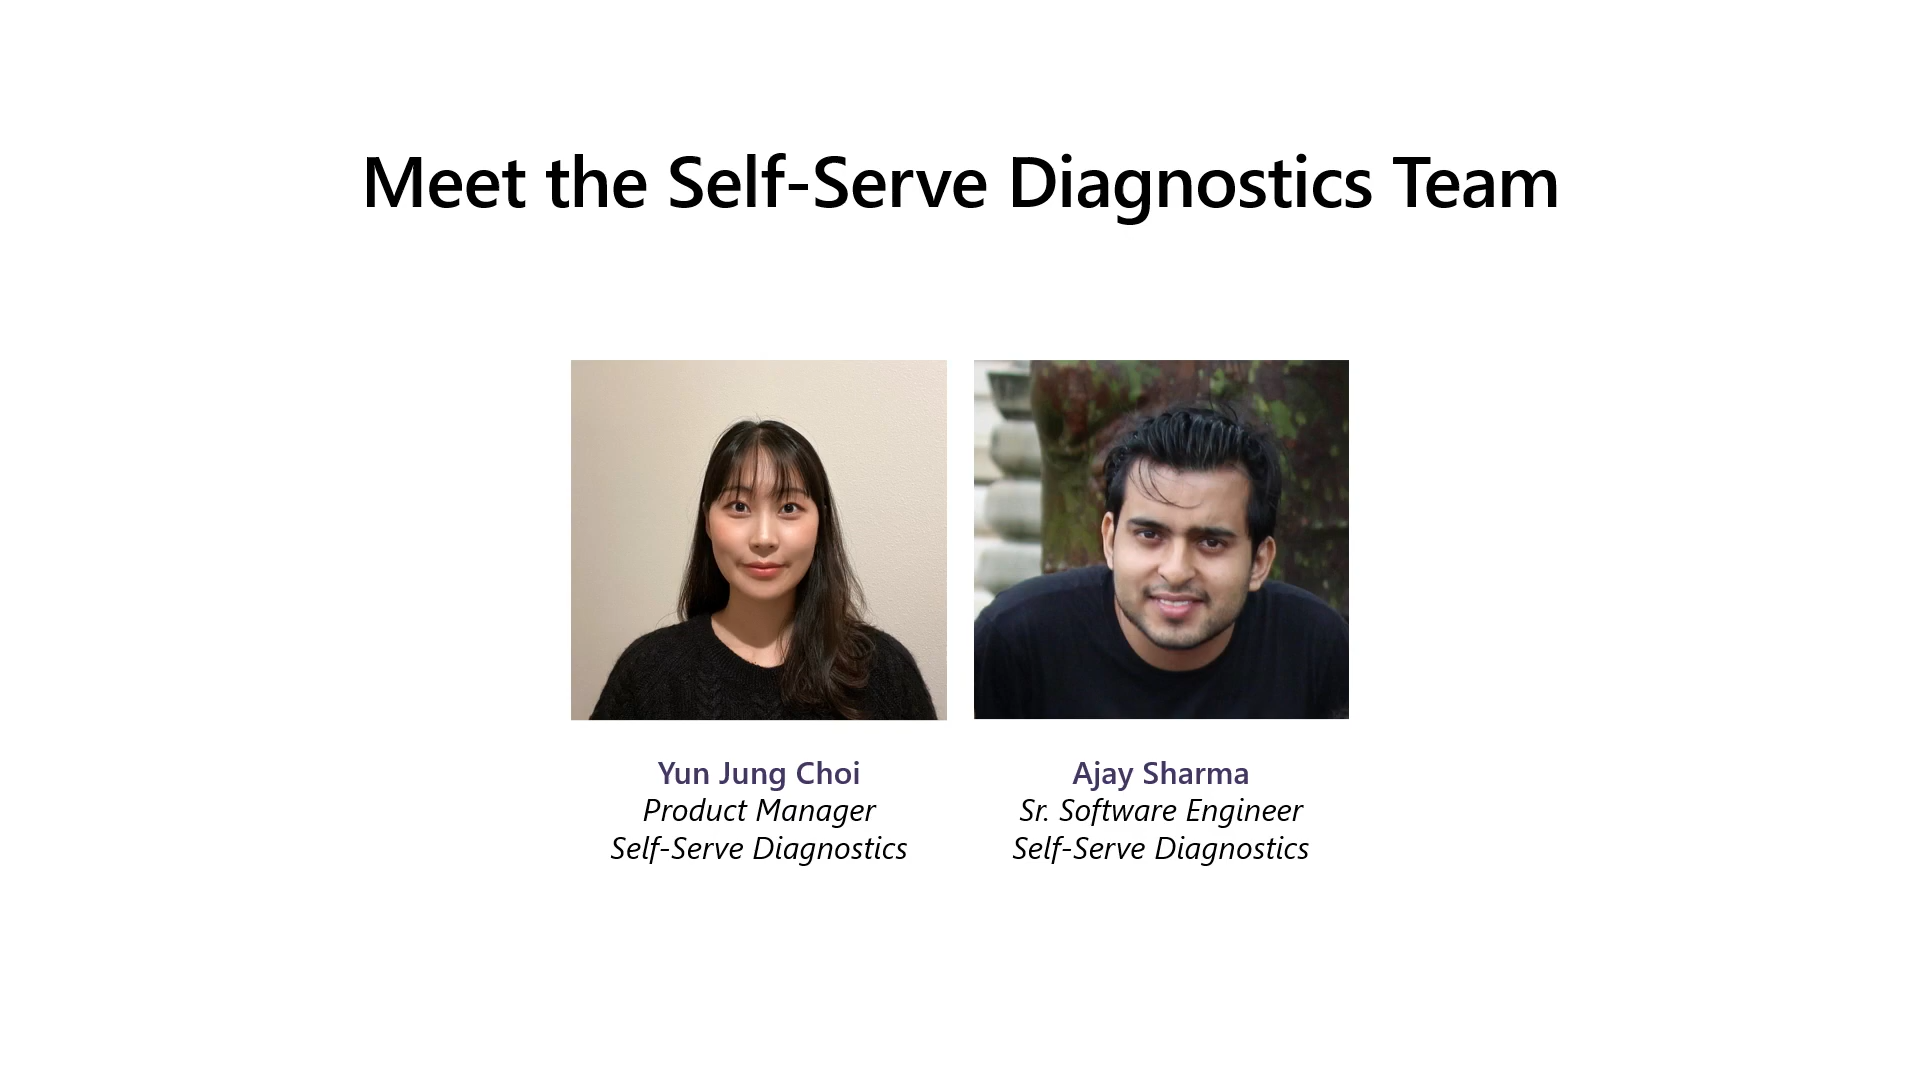 Meet the Self-Serve Diagnostics Team
Yun Jung Choi
Product Manager
Self-Serve Diagnostics
Ajay Sharma
Sr. Software Engineer
Self-Serve Diagnostics